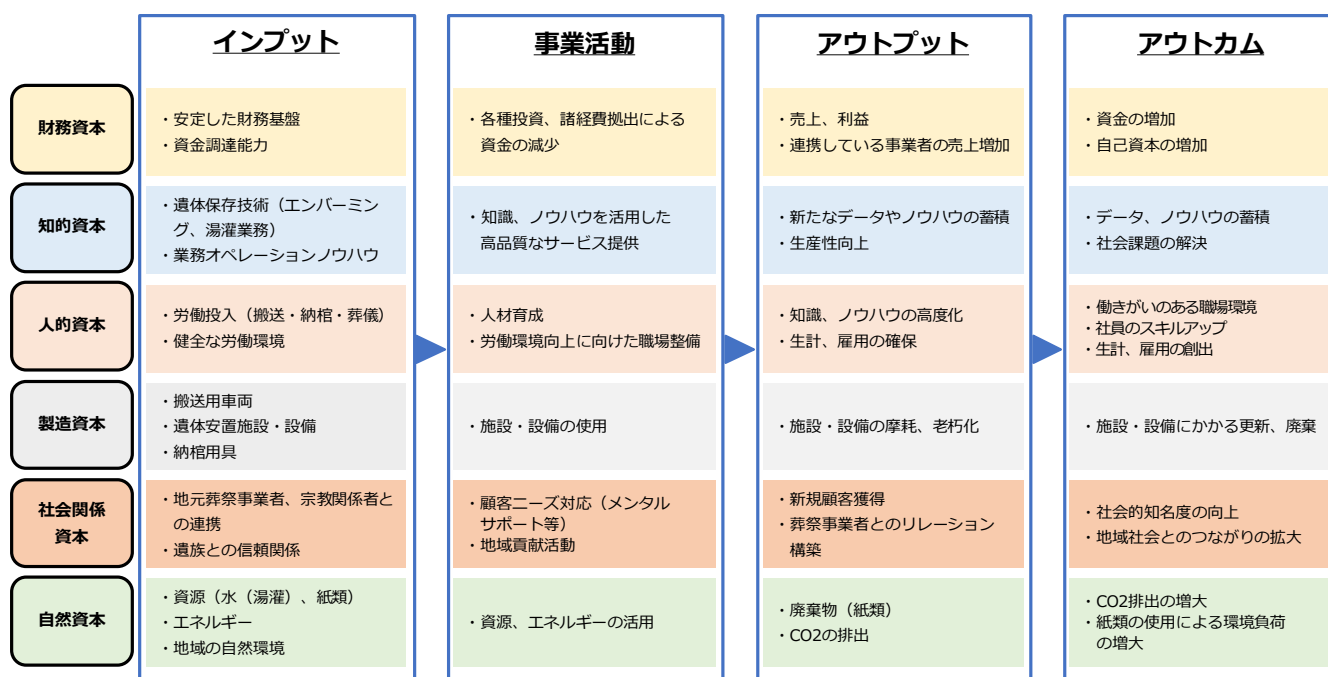 インプット
事業活動
アウトプット
アウトカム
財務資本
・安定した財務基盤
・資金調達能力
・各種投資、諸経費拠出による
資金の減少
・売上、利益
・連携している事業者の売上増加
・資金の増加
・自己資本の増加
知的資本
・遺体保存技術（エンバーミン
グ、湯灌業務）
・業務オペレーションノウハウ
・知識、ノウハウを活用した
高品質なサービス提供
・新たなデータやノウハウの蓄積
・生産性向上
・データ、ノウハウの蓄積
・社会課題の解決
人的資本
・労働投入（搬送・納棺・葬儀）
・健全な労働環境
・人材育成
・労働環境向上に向けた職場整備
・知識、ノウハウの高度化
・生計、雇用の確保
・働きがいのある職場環境
・社員のスキルアップ
・生計、雇用の創出
製造資本
・搬送用車両
・遺体安置施設・設備
・納棺用具
・施設・設備の使用
・施設・設備の摩耗、老朽化
・施設・設備にかかる更新、廃棄
社会関係
資本
・地元葬祭事業者、宗教関係者と
の連携
・遺族との信頼関係
・顧客ニーズ対応（メンタル
サポート等）
・地域貢献活動
・新規顧客獲得
・葬祭事業者とのリレーション
構築
・社会的知名度の向上
・地域社会とのつながりの拡大
自然資本
・資源（水（湯灌）、紙類）
・エネルギー
・地域の自然環境
・資源、エネルギーの活用
・廃棄物（紙類）
・CO2の排出
・CO2排出の増大
・紙類の使用による環境負荷
の増大